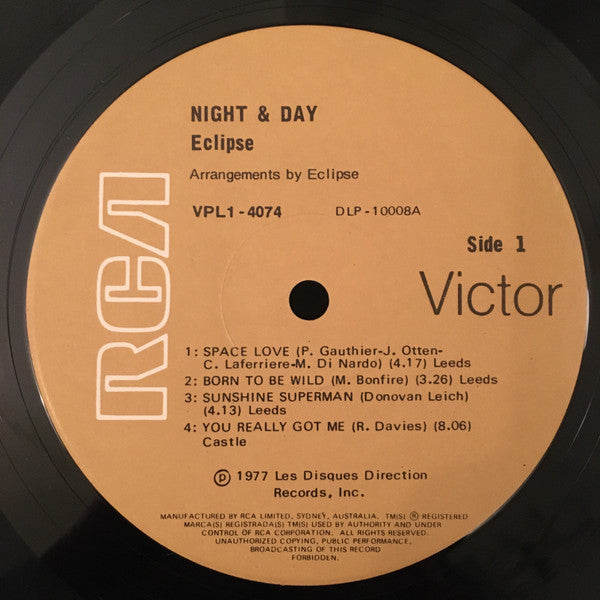 NIGHT & DAY
Eclipse
Arrangements by Eclipse
VPL1-4074 DLP-10008A
Side 1
RCA
Victor
1: SPACE LOVE (P. Gauthier-J. Otten-
C. Laferriere-M. Di Nardo) (4.17) Leeds
2: BORN TO BE WILD (M. Bonfire) (3.26) Leeds
3: SUNSHINE SUPERMAN (Donovan Leich)
(4.13) Leeds
4: YOU REALLY GOT ME (R. Davies) (8.06)
Castle
℗ 1977 Les Disques Direction
Records, Inc.
MANUFACTURED BY RCA LIMITED, SYDNEY, AUSTRALIA. TM(S) ® REGISTERED
MARCA(S) REGISTRADA(S) TM(S) USED BY AUTHORITY AND UNDER
CONTROL OF RCA CORPORATION. ALL RIGHTS RESERVED.
UNAUTHORIZED COPYING, PUBLIC PERFORMANCE,
BROADCASTING OF THIS RECORD
FORBIDDEN.